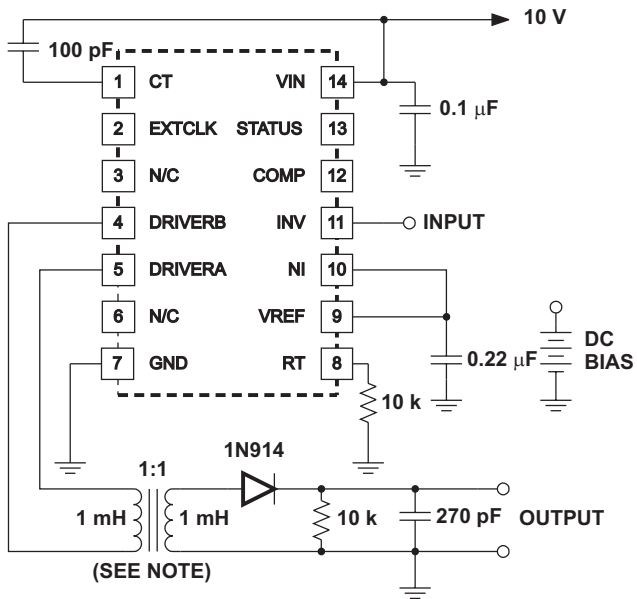 10 V
100 pF
1 CT VIN 14
0.1 μF
2 EXTCLK STATUS 13
3 N/C COMP 12
4 DRIVERB INV 11 INPUT
5 DRIVERA NI 10
6 N/C VREF 9
DC
BIAS
7 GND RT 8
0.22 μF
10 k
1N914
1:1
1 mH 1 mH
10 k
270 pF
OUTPUT
(SEE NOTE)